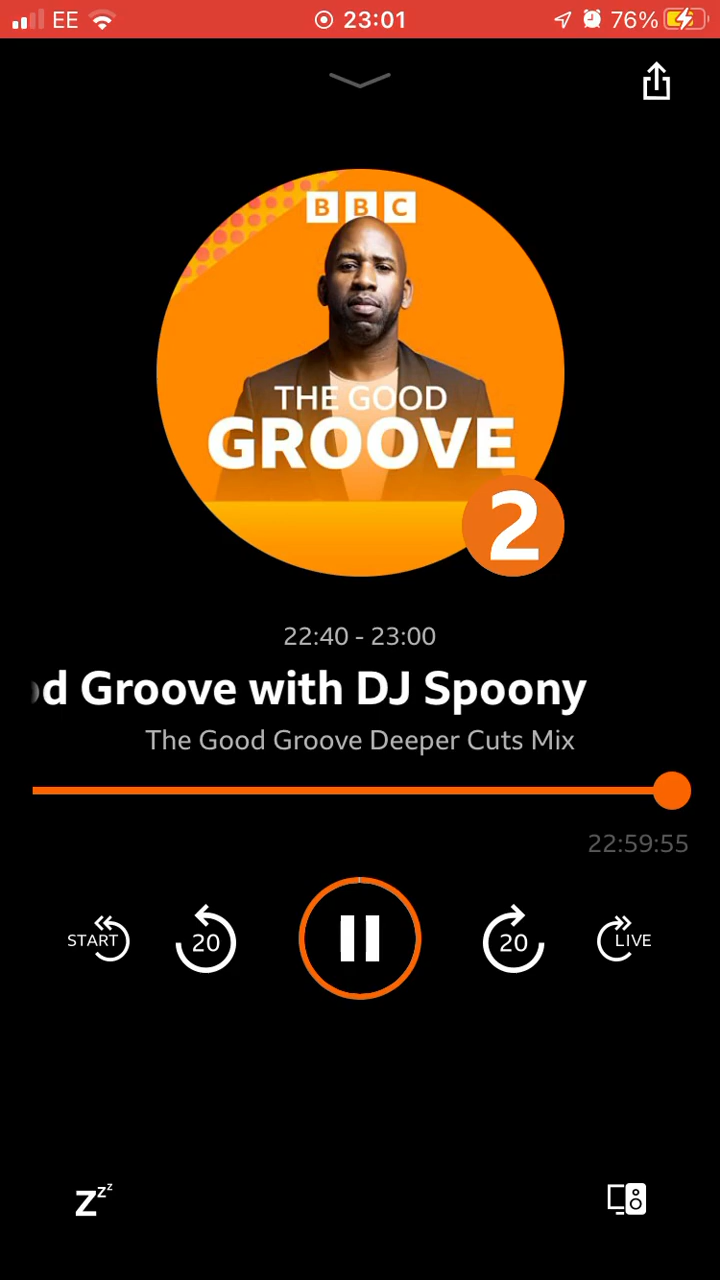 EE 23:01 76%
BBC
THE GOOD
GROOVE
2
22:40 - 23:00
d Groove with DJ Spoony
The Good Groove Deeper Cuts Mix
22:59:55
START 20 20 LIVE
Zzz